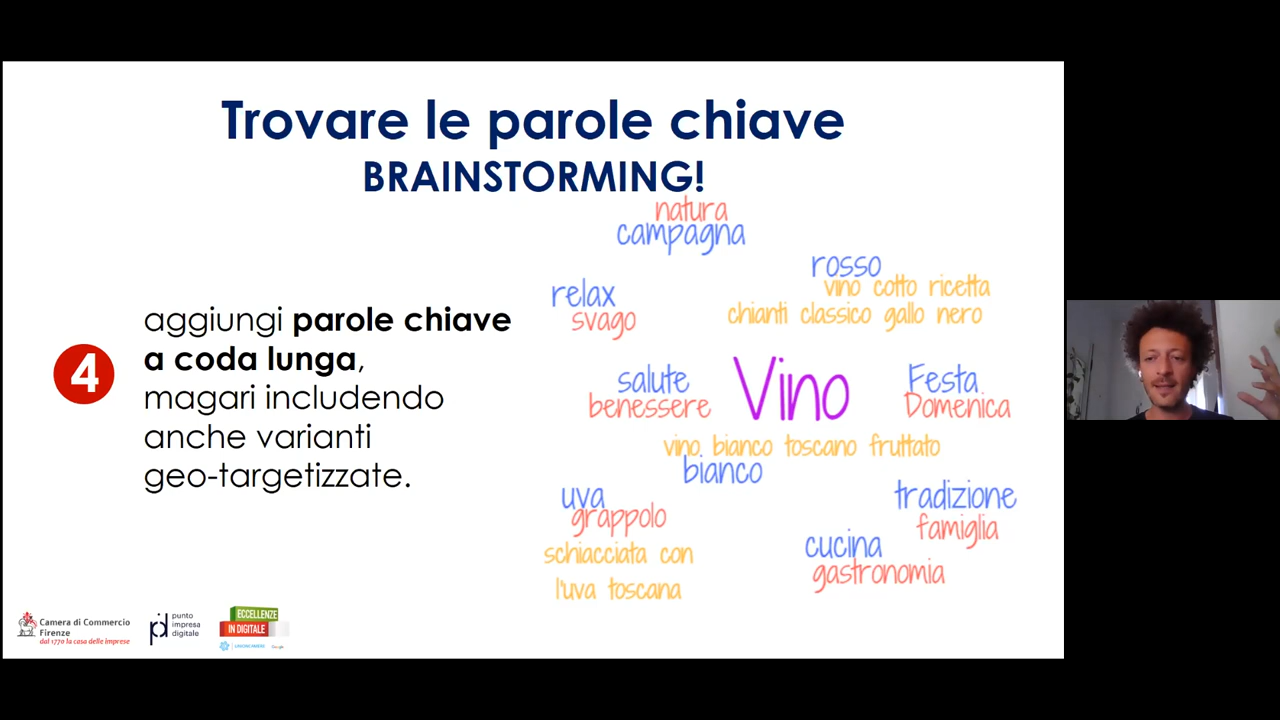 Trovare le parole chiave
BRAINSTORMING!
4
aggiungi parole chiave
a coda lunga,
magari includendo
anche varianti
geo-targetizzate.
natura
campagna
rosso
vino cotto ricetta
chianti classico gallo nero
relax
svago
salute
benessere
Vino
Festa
Domenica
vino bianco toscano fruttato
bianco
uva
grappolo
schiacciata con
l'uva toscana
tradizione
famiglia
cucina
gastronomia
Camera di Commercio
Firenze
dal 1770 la casa delle imprese
pid
punto
impresa
digitale
ECCELLENZE
IN DIGITALE
UNIONCAMERE
Google